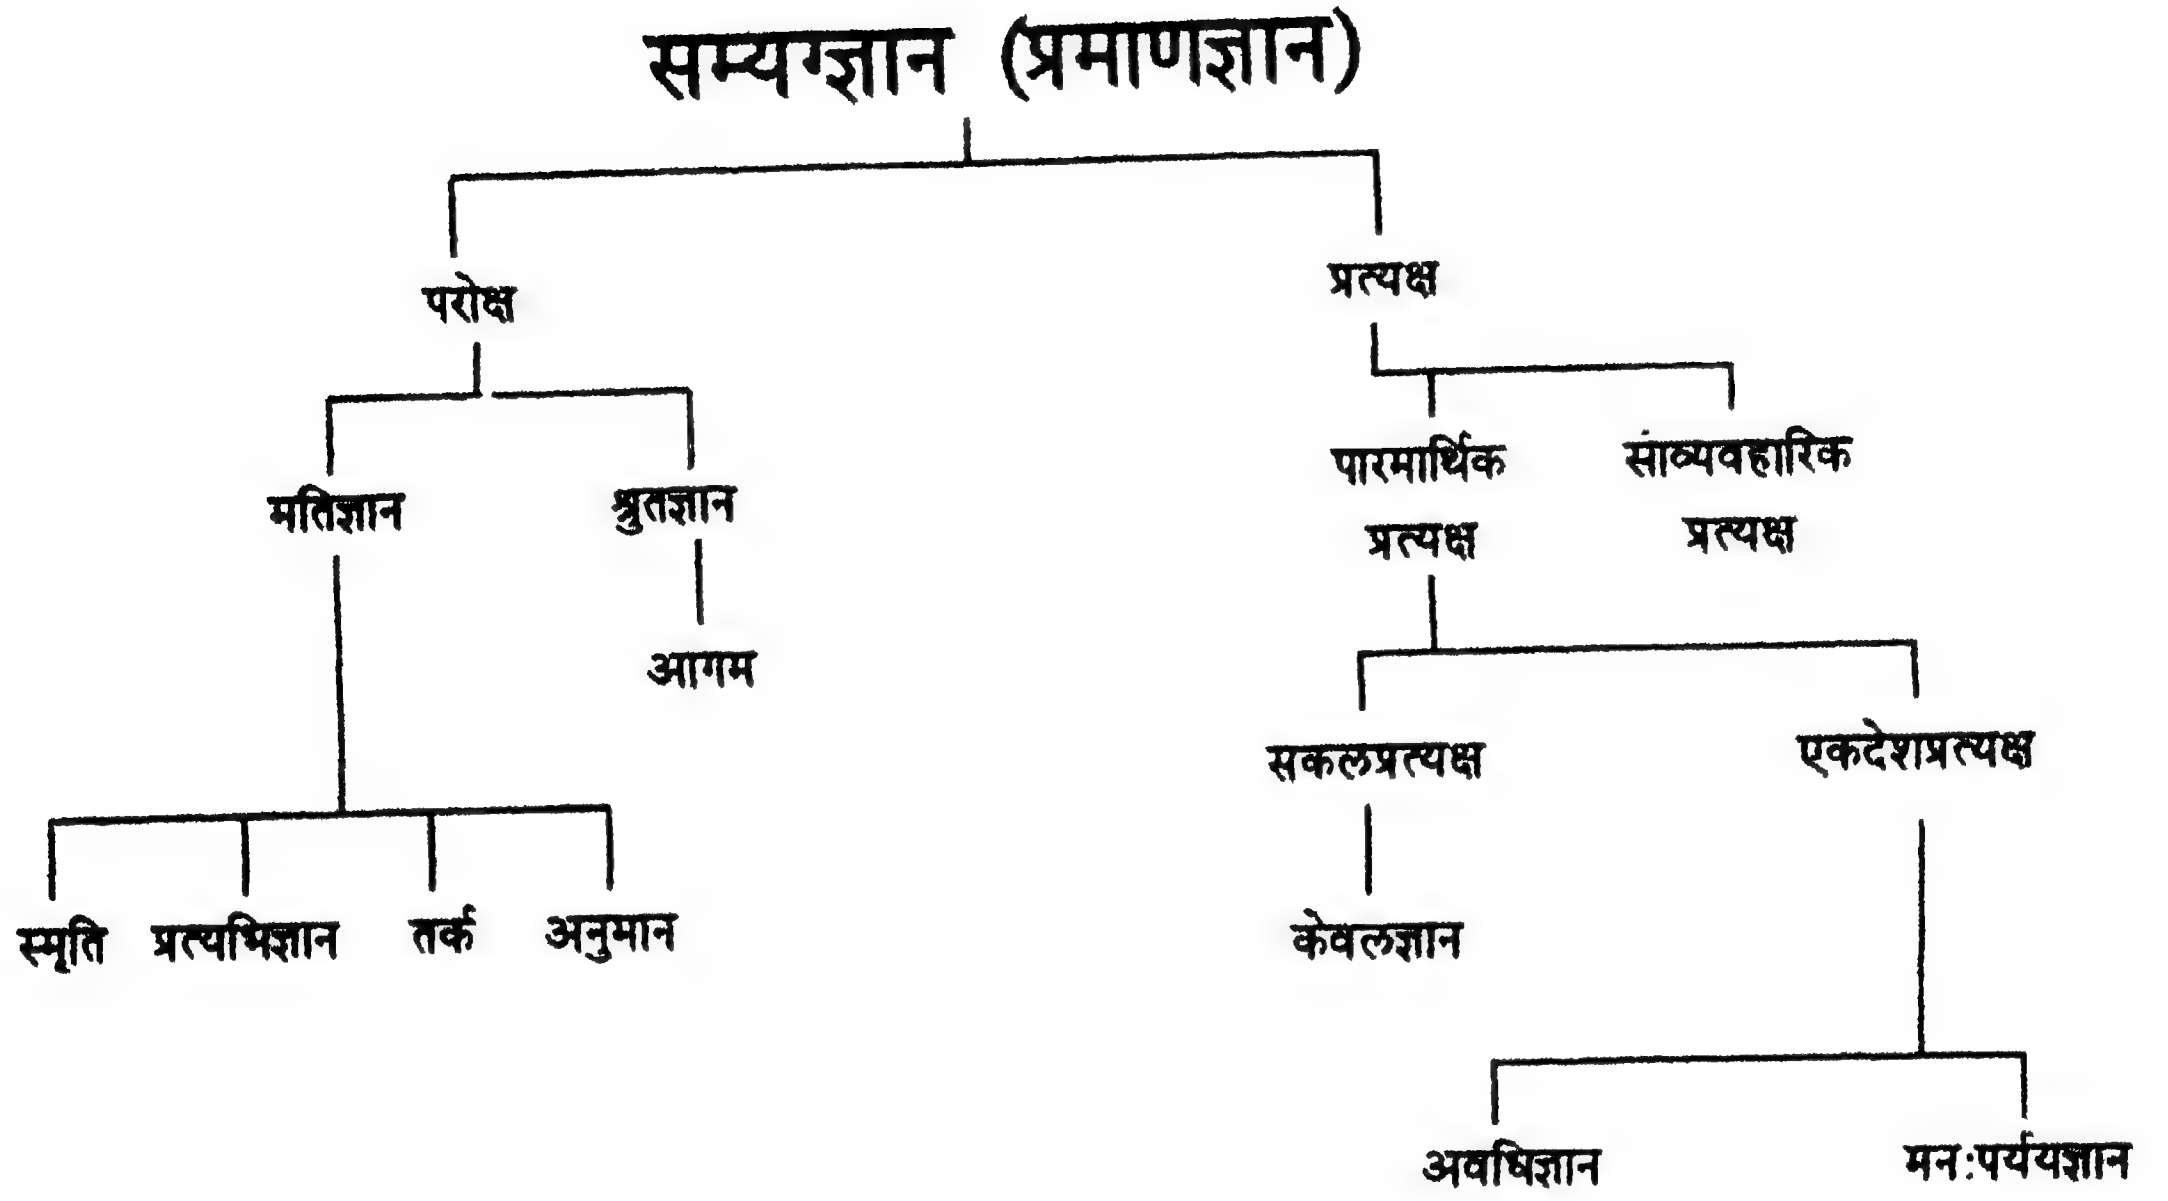 सम्यग्ज्ञान (प्रमाणज्ञान)
परोक्ष
प्रत्यक्ष
मतिज्ञान
श्रुतज्ञान
पारमार्थिक
प्रत्यक्ष
सांव्यवहारिक
प्रत्यक्ष
आगम
सकलप्रत्यक्ष
एकदेशप्रत्यक्ष
स्मृति
प्रत्यभिज्ञान
तर्क
अनुमान
केवलज्ञान
अवधिज्ञान
मन:पर्ययज्ञान